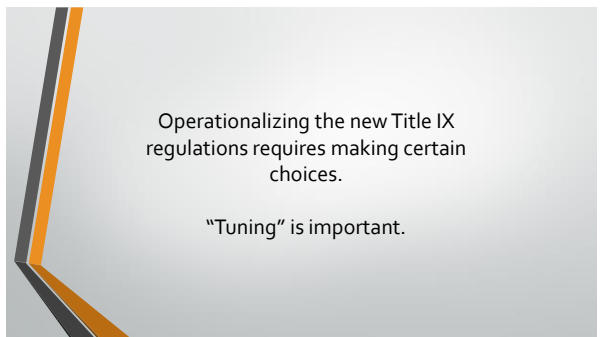 Operationalizing the new Title IX
regulations requires making certain
choices.
“Tuning” is important.